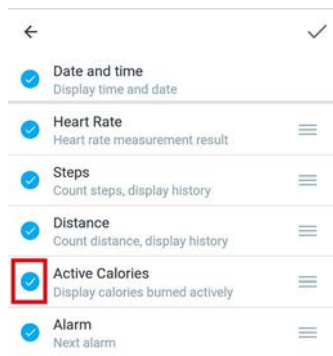 Date and time
Display time and date
Heart Rate
Heart rate measurement result
Steps
Count steps, display history
Distance
Count distance, display history
Active Calories
Display calories burned actively
Alarm
Next alarm